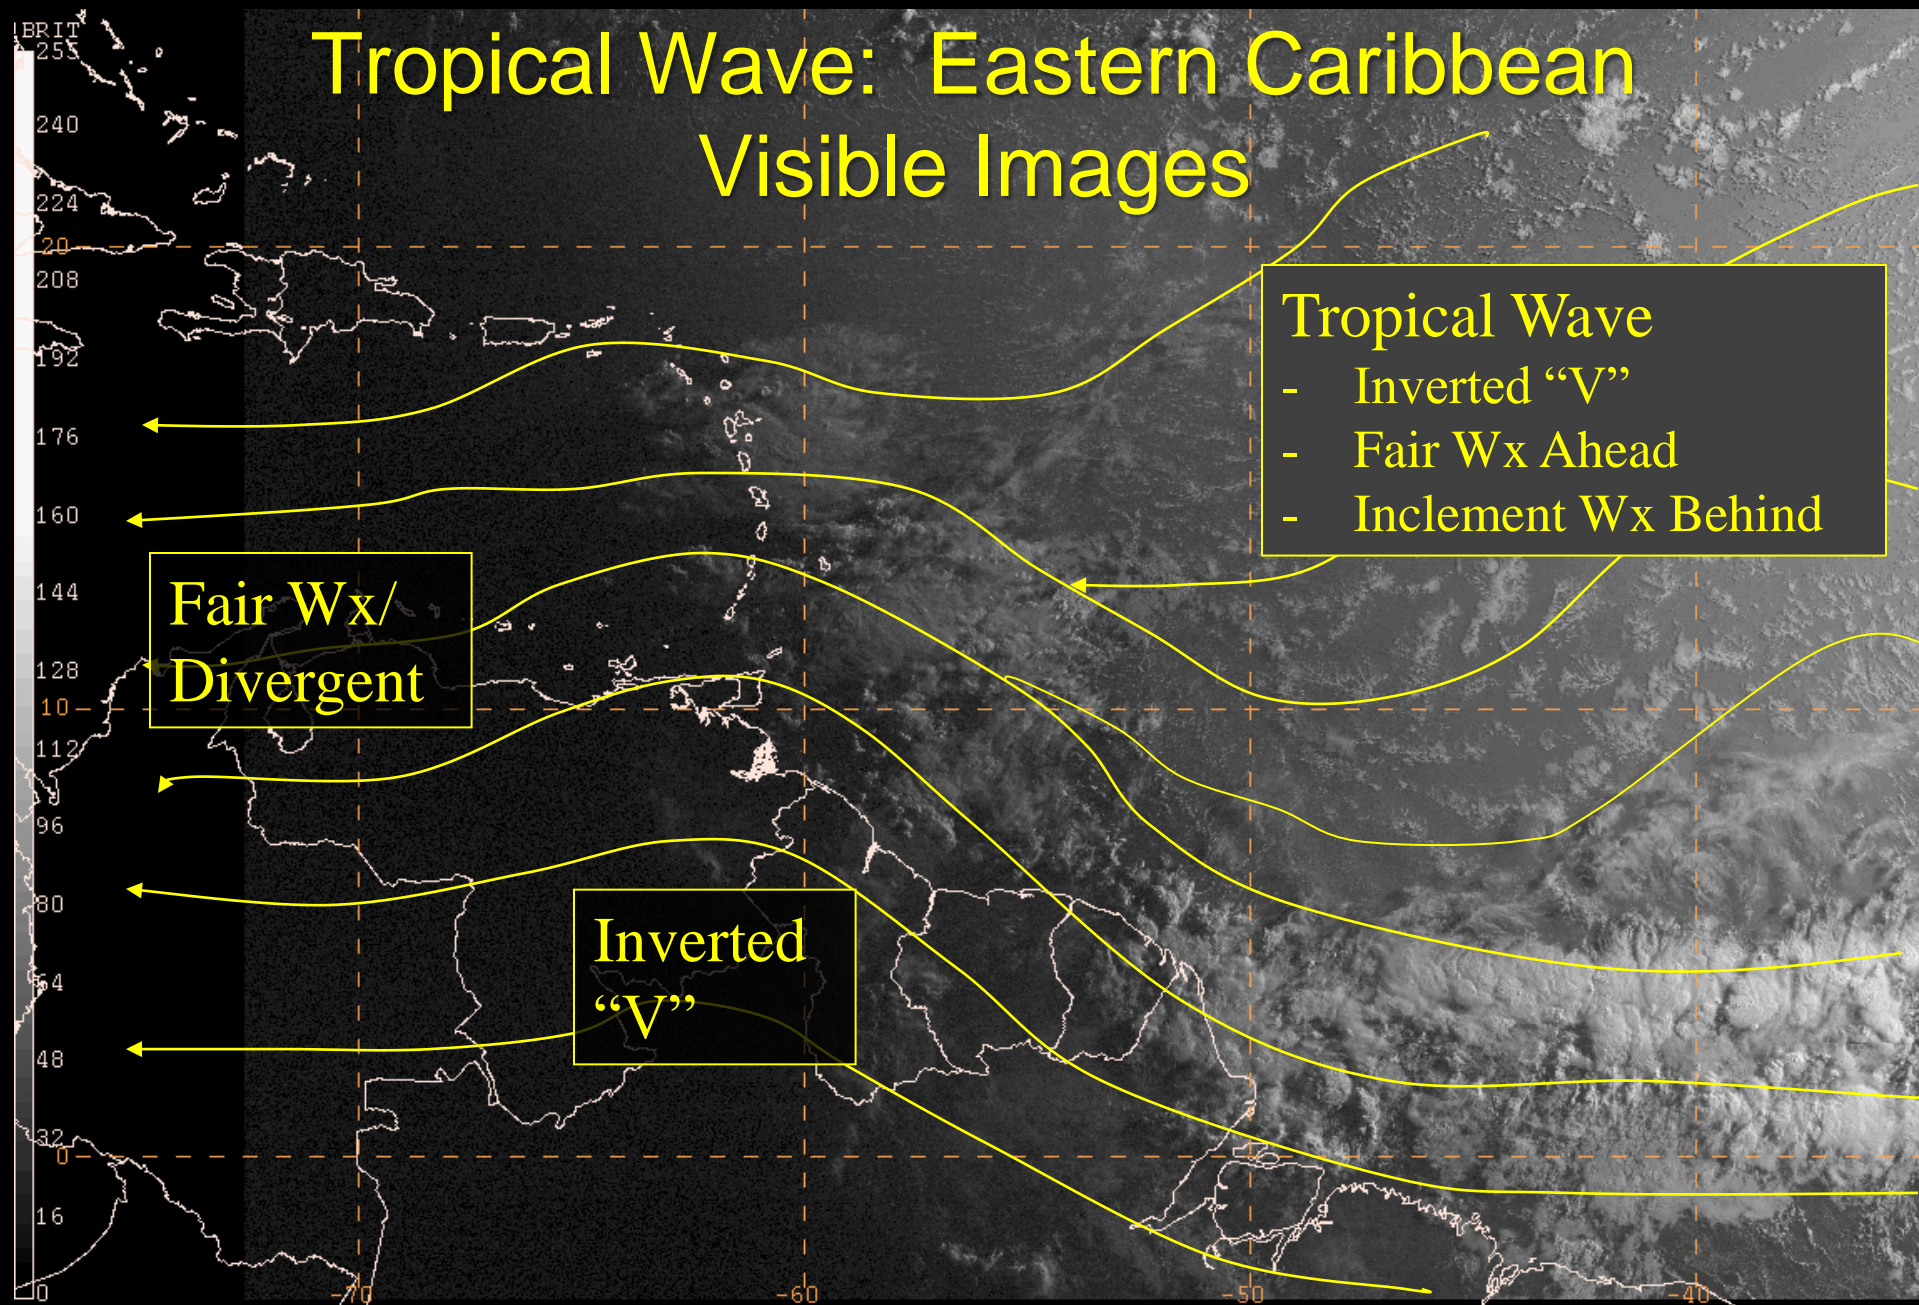 Tropical Wave: Eastern Caribbean
Visible Images
BRIT
255
240
224
20
208
192
176
160
144
128
10
112
96
80
64
48
32
0
16
0
-70
-60
-50
-40
Tropical Wave
- Inverted “V”
- Fair Wx Ahead
- Inclement Wx Behind
Fair Wx/
Divergent
Inverted
“V”